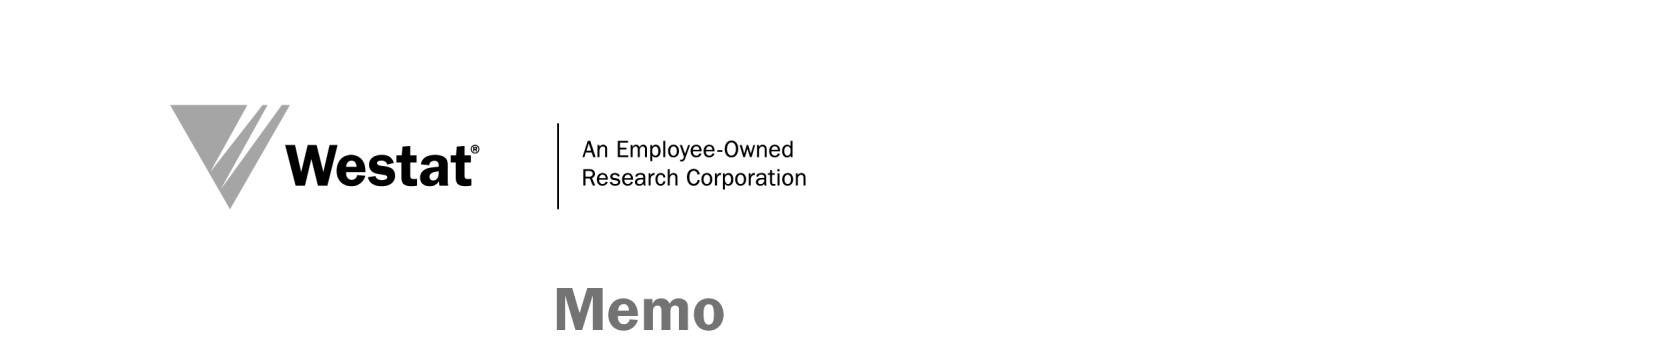 Westat®
An Employee-Owned
Research Corporation
Memo